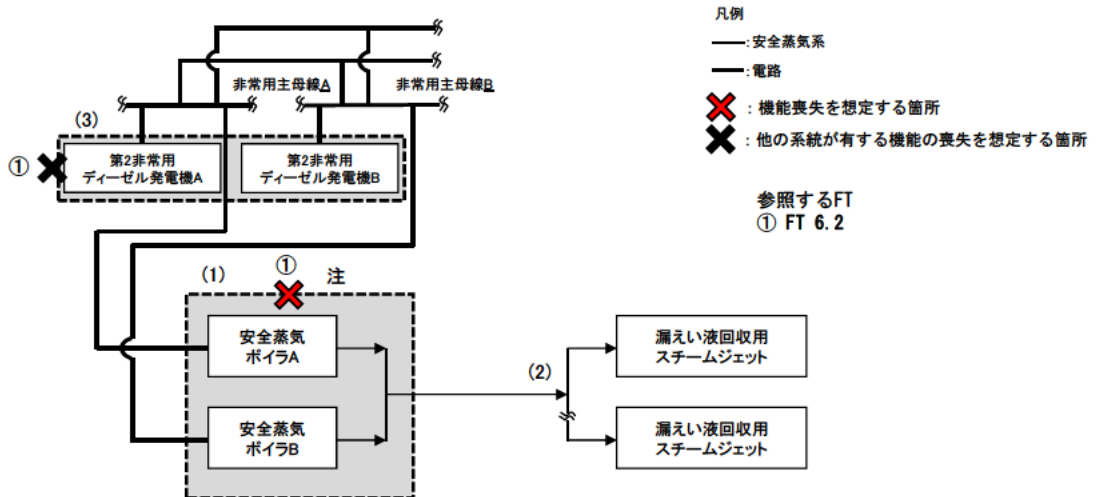 凡例
:安全蒸気系
:電路
:機能喪失を想定する箇所
:他の系統が有する機能の喪失を想定する箇所
参照するFT
① FT 6.2
非常用主母線A
非常用主母線B
(3)
①
第2非常用
ディーゼル発電機A
第2非常用
ディーゼル発電機B
(1)
①
注
安全蒸気
ボイラA
安全蒸気
ボイラB
(2)
漏えい液回収用
スチームジェット
漏えい液回収用
スチームジェット